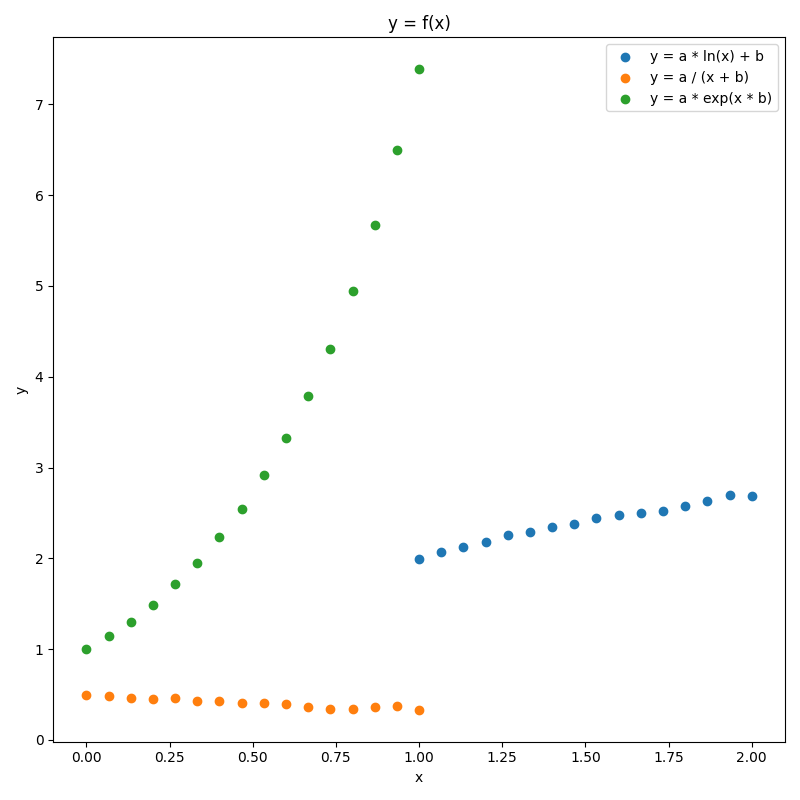 y = f(x)
y = a * ln(x) + b
y = a / (x + b)
y = a * exp(x * b)
7
6
5
4
3
2
1
0
y
0.00 0.25 0.50 0.75 1.00 1.25 1.50 1.75 2.00
x